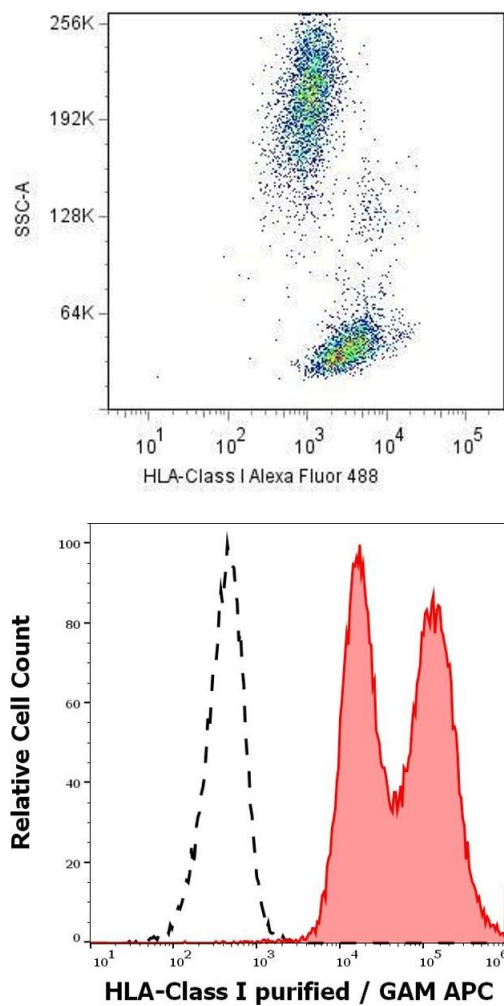 256K
192K
SSC-A
128K
64K
10¹ 10² 10³ 10⁴ 10⁵
HLA-Class I Alexa Fluor 488
100
80
Relative Cell Count
60
40
20
0
10¹ 10² 10³ 10⁴ 10⁵ 10⁶
HLA-Class I purified / GAM APC